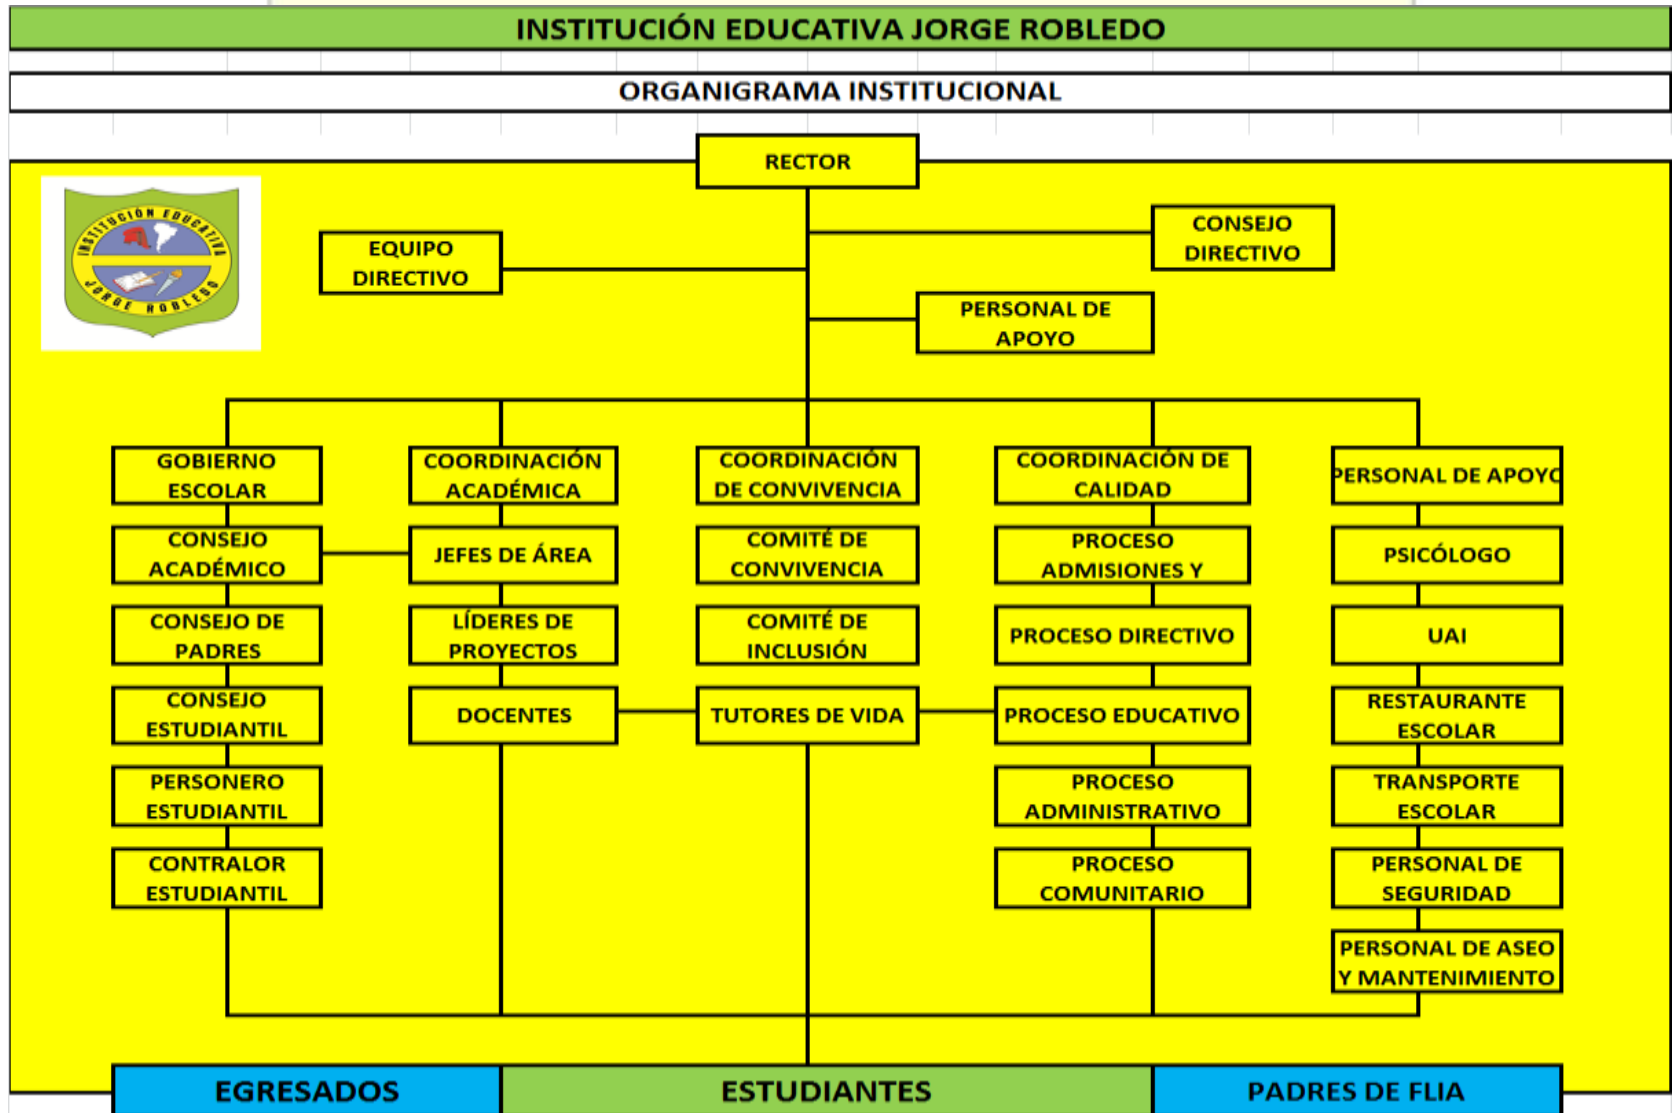 INSTITUCIÓN EDUCATIVA JORGE ROBLEDO
ORGANIGRAMA INSTITUCIONAL
RECTOR
INSTITUCIÓN EDUCATIVA
JORGE ROBLEDO
EQUIPO
DIRECTIVO
CONSEJO
DIRECTIVO
PERSONAL DE
APOYO
GOBIERNO
ESCOLAR
COORDINACIÓN
ACADÉMICA
COORDINACIÓN
DE CONVIVENCIA
COORDINACIÓN DE
CALIDAD
PERSONAL DE APOYO
CONSEJO
ACADÉMICO
JEFES DE ÁREA
COMITÉ DE
CONVIVENCIA
PROCESO
ADMISIONES Y
PSICÓLOGO
CONSEJO DE
PADRES
LÍDERES DE
PROYECTOS
COMITÉ DE
INCLUSIÓN
PROCESO DIRECTIVO
UAI
CONSEJO
ESTUDIANTIL
DOCENTES
TUTORES DE VIDA
PROCESO EDUCATIVO
RESTAURANTE
ESCOLAR
PERSONERO
ESTUDIANTIL
PROCESO
ADMINISTRATIVO
TRANSPORTE
ESCOLAR
CONTRALOR
ESTUDIANTIL
PROCESO
COMUNITARIO
PERSONAL DE
SEGURIDAD
PERSONAL DE ASEO
Y MANTENIMIENTO
EGRESADOS
ESTUDIANTES
PADRES DE FLIA